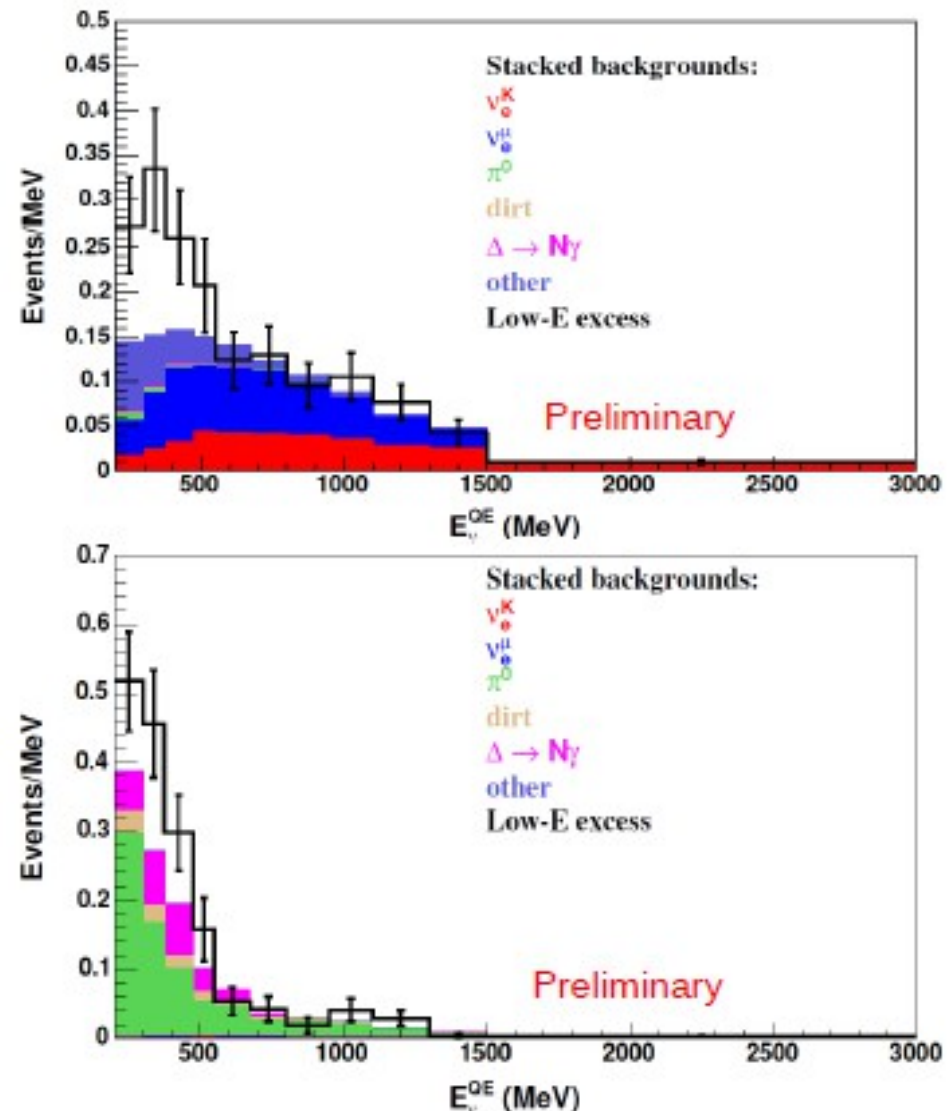 0.5
0.45
0.4
0.35
0.3
0.25
0.2
0.15
0.1
0.05
0
Events/MeV
Stacked backgrounds:
ν_e^K
ν_e^μ
π^0
dirt
Δ → Nγ
other
Low-E excess
Preliminary
500 1000 1500 2000 2500 3000
E_ν^QE (MeV)
0.7
0.6
0.5
0.4
0.3
0.2
0.1
0
Events/MeV
Stacked backgrounds:
ν_e^K
ν_e^μ
π^0
dirt
Δ → Nγ
other
Low-E excess
Preliminary
500 1000 1500 2000 2500 3000
E_ν^QE (MeV)